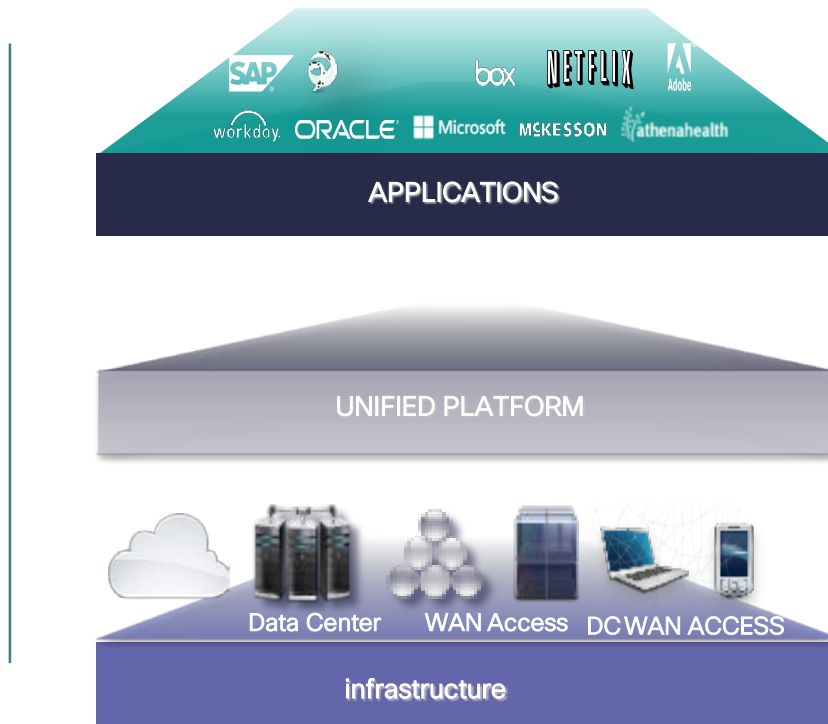 SAP
box
NETFLIX
Adobe
workday.
ORACLE
Microsoft
MCKESSON
athenahealth
APPLICATIONS
UNIFIED PLATFORM
Data Center
WAN Access
DC WAN ACCESS
infrastructure